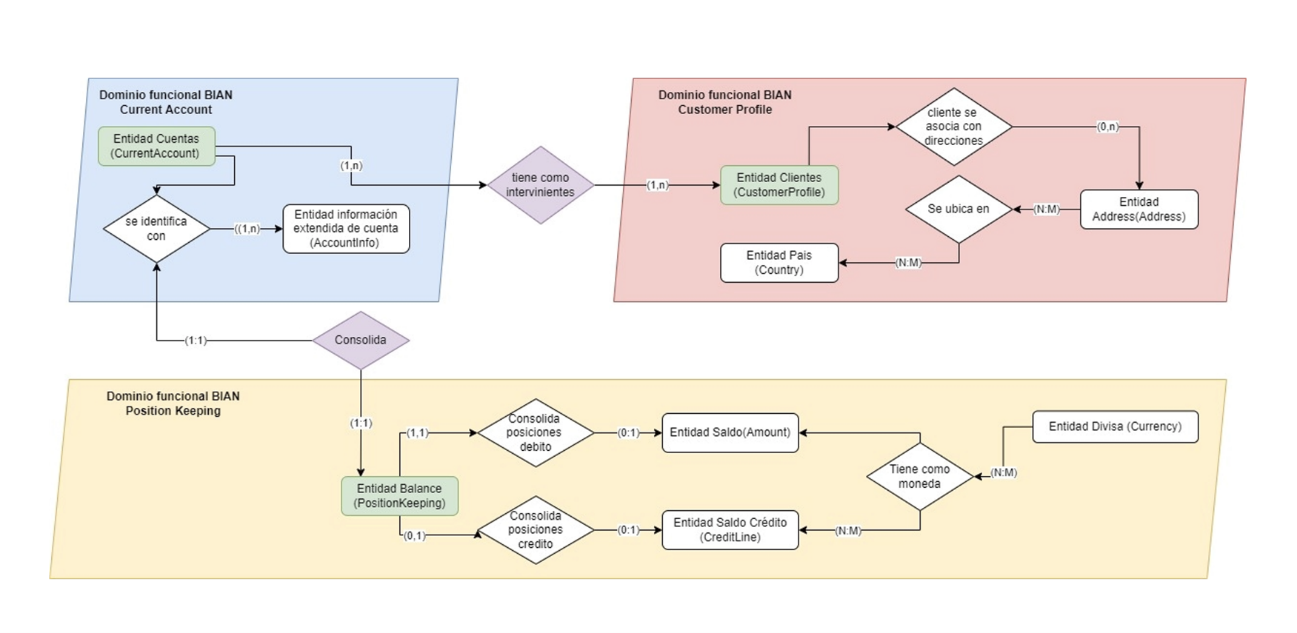 Dominio funcional BIAN
Current Account
Entidad Cuentas
(CurrentAccount)
(1,n)
se identifica
con
((1,n)
Entidad información
extendida de cuenta
(AccountInfo)
tiene como
intervinientes
(1,n)
Dominio funcional BIAN
Customer Profile
cliente se
asocia con
direcciones
(0,n)
Entidad Clientes
(CustomerProfile)
Se ubica en
(N:M)
Entidad
Address(Address)
Entidad Pais
(Country)
(N:M)
(1:1)
Consolida
Dominio funcional BIAN
Position Keeping
(1:1)
(1,1)
Consolida
posiciones
debito
(0:1)
Entidad Saldo(Amount)
Entidad Divisa (Currency)
Tiene como
moneda
(N:M)
Entidad Balance
(PositionKeeping)
(0,1)
Consolida
posiciones
credito
(0:1)
Entidad Saldo Crédito
(CreditLine)
(N:M)